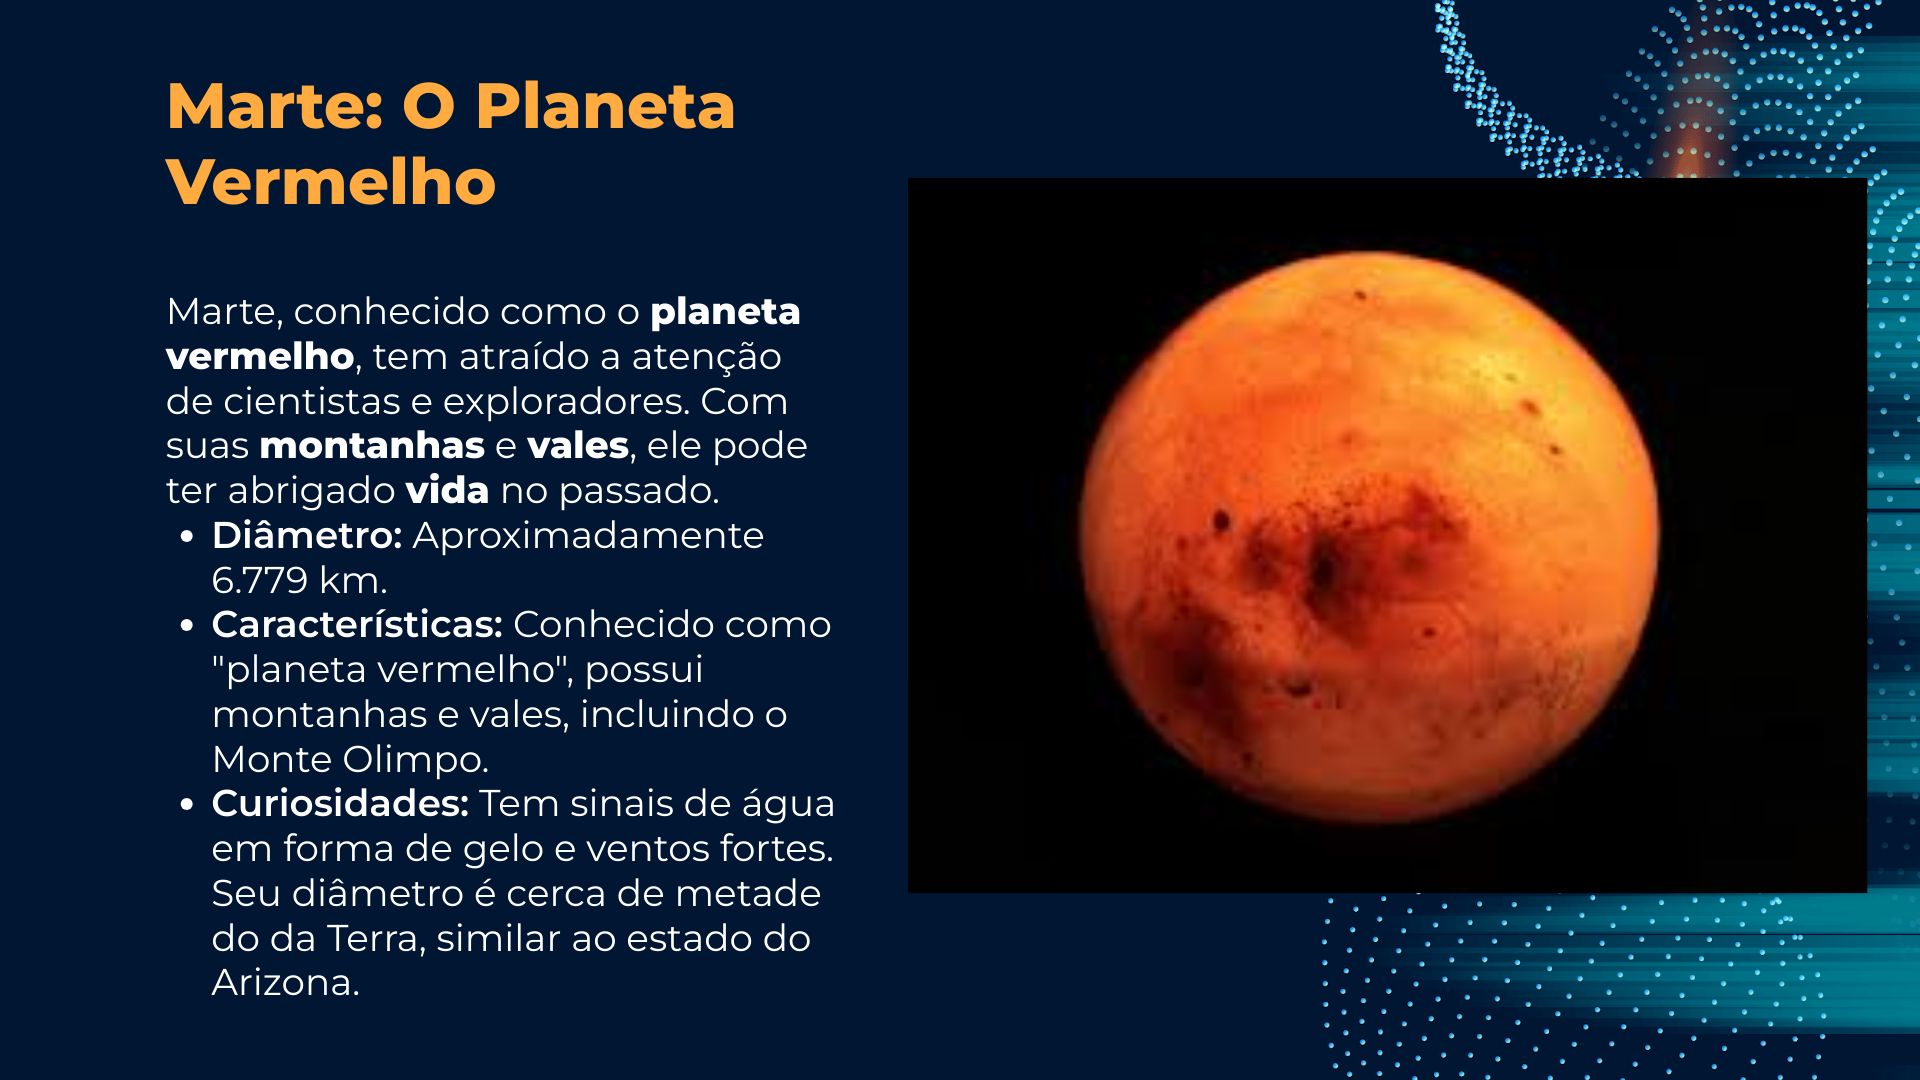 Marte: O Planeta
Vermelho
Marte, conhecido como o planeta
vermelho, tem atraído a atenção
de cientistas e exploradores. Com
suas montanhas e vales, ele pode
ter abrigado vida no passado.
• Diâmetro: Aproximadamente
6.779 km.
• Características: Conhecido como
"planeta vermelho", possui
montanhas e vales, incluindo o
Monte Olimpo.
• Curiosidades: Tem sinais de água
em forma de gelo e ventos fortes.
Seu diâmetro é cerca de metade
do da Terra, similar ao estado do
Arizona.